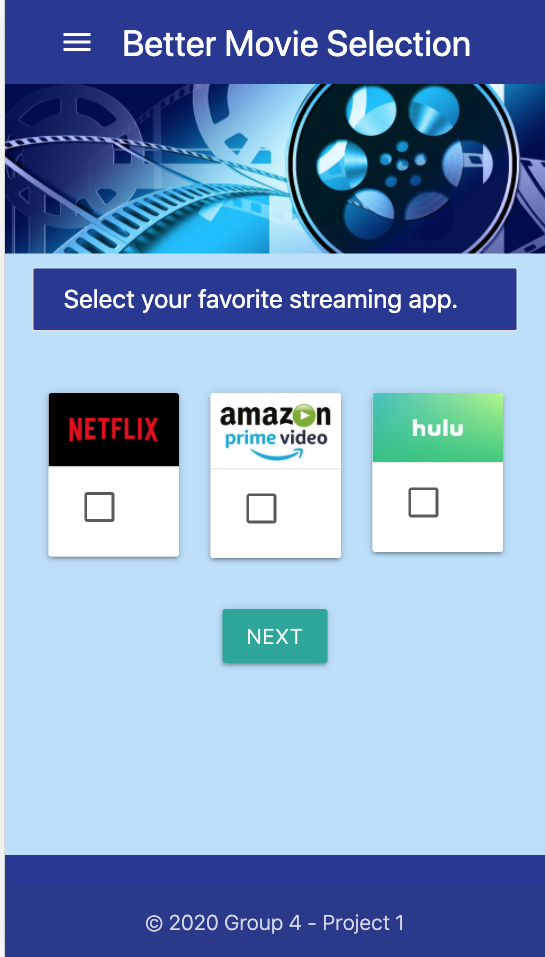 Better Movie Selection
Select your favorite streaming app.
NETFLIX
amazon
prime video
hulu
NEXT
© 2020 Group 4 - Project 1